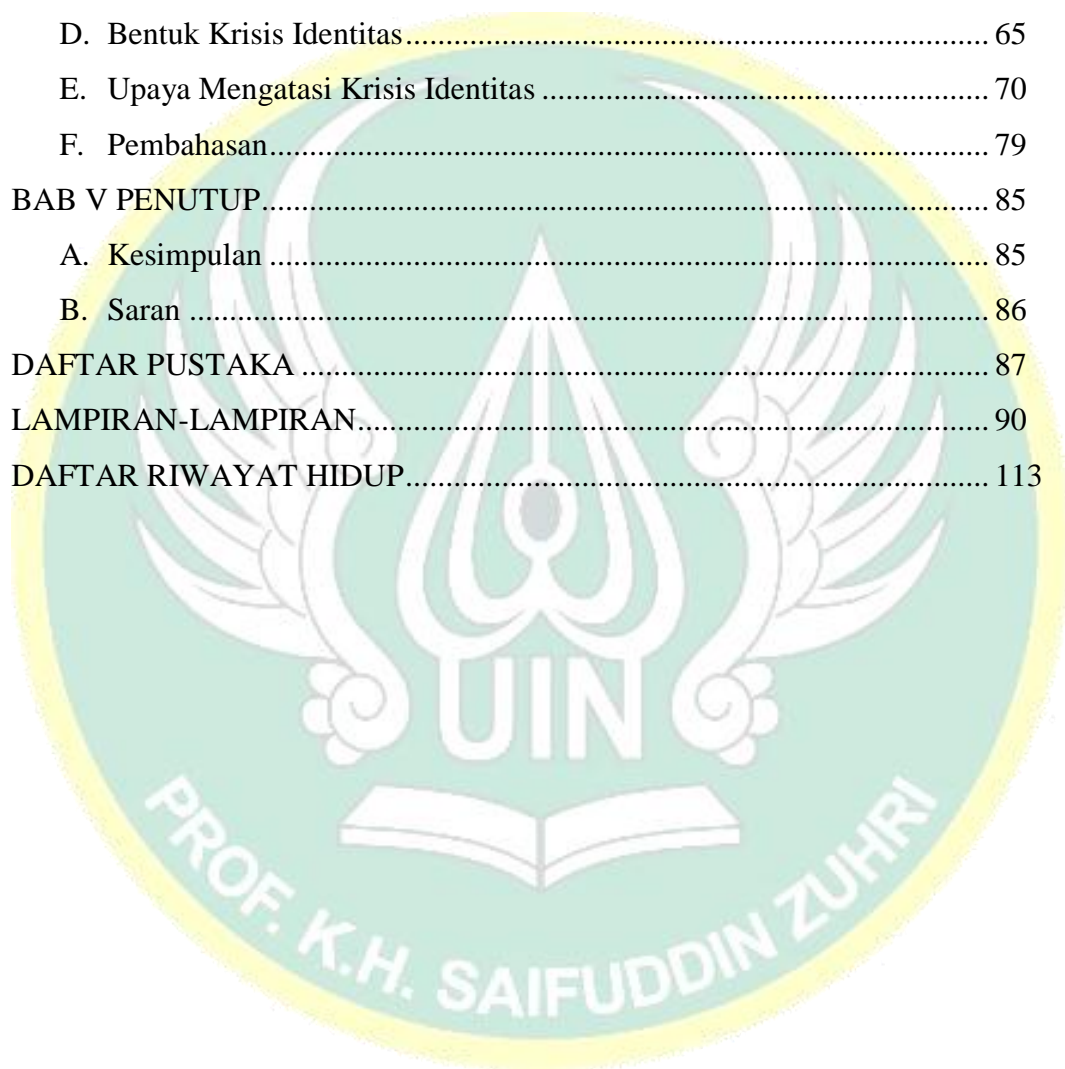 D. Bentuk Krisis Identitas........................................................................ 65
E. Upaya Mengatasi Krisis Identitas ....................................................... 70
F. Pembahasan......................................................................................... 79
BAB V PENUTUP.......................................................................................... 85
A. Kesimpulan ......................................................................................... 85
B. Saran ................................................................................................... 86
DAFTAR PUSTAKA ..................................................................................... 87
LAMPIRAN-LAMPIRAN.............................................................................. 90
DAFTAR RIWAYAT HIDUP........................................................................ 113
UIN
PROF. K.H. SAIFUDDIN ZUHRI